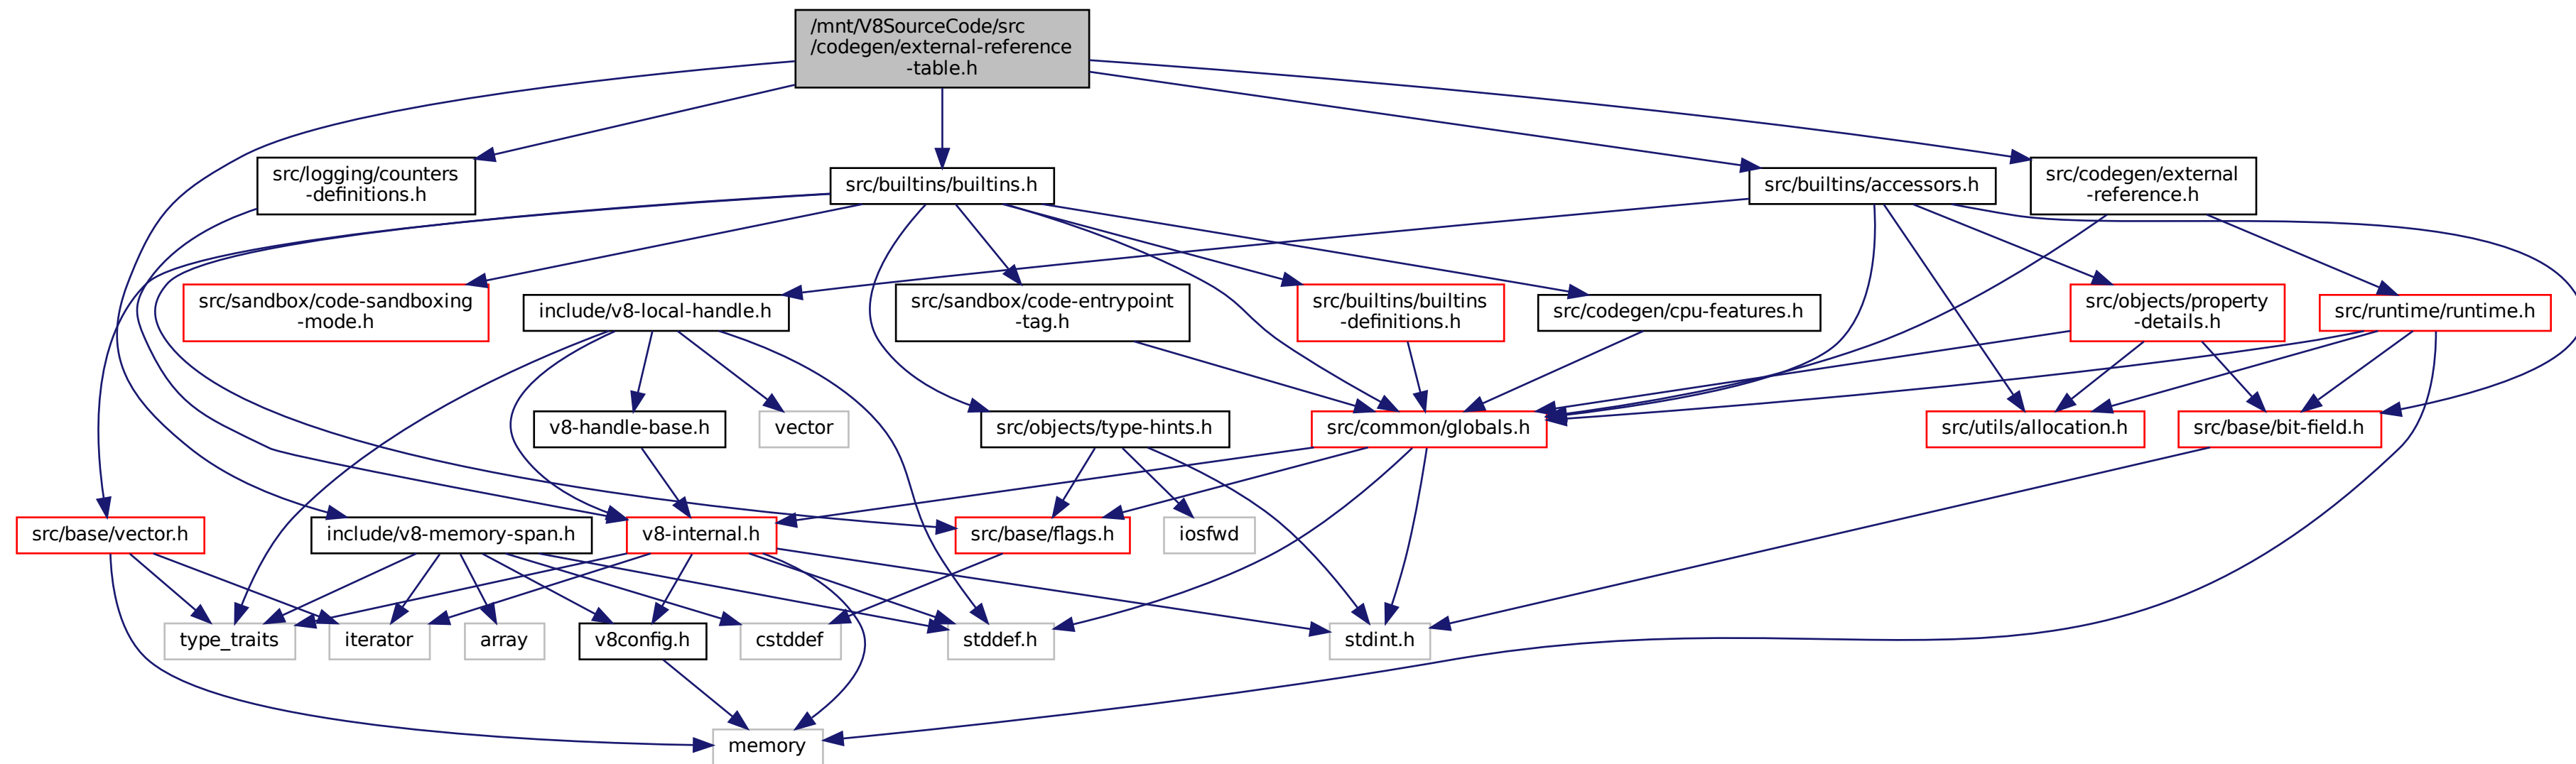 /mnt/V8SourceCode/src
/codegen/external-reference
-table.h
src/logging/counters
-definitions.h
src/builtins/builtins.h
src/builtins/accessors.h
src/codegen/external
-reference.h
src/sandbox/code-sandboxing
-mode.h
include/v8-local-handle.h
src/sandbox/code-entrypoint
-tag.h
src/builtins/builtins
-definitions.h
src/codegen/cpu-features.h
src/objects/property
-details.h
src/runtime/runtime.h
v8-handle-base.h
vector
src/objects/type-hints.h
src/common/globals.h
src/utils/allocation.h
src/base/bit-field.h
src/base/vector.h
include/v8-memory-span.h
v8-internal.h
src/base/flags.h
iosfwd
type_traits
iterator
array
v8config.h
cstddef
stddef.h
stdint.h
memory